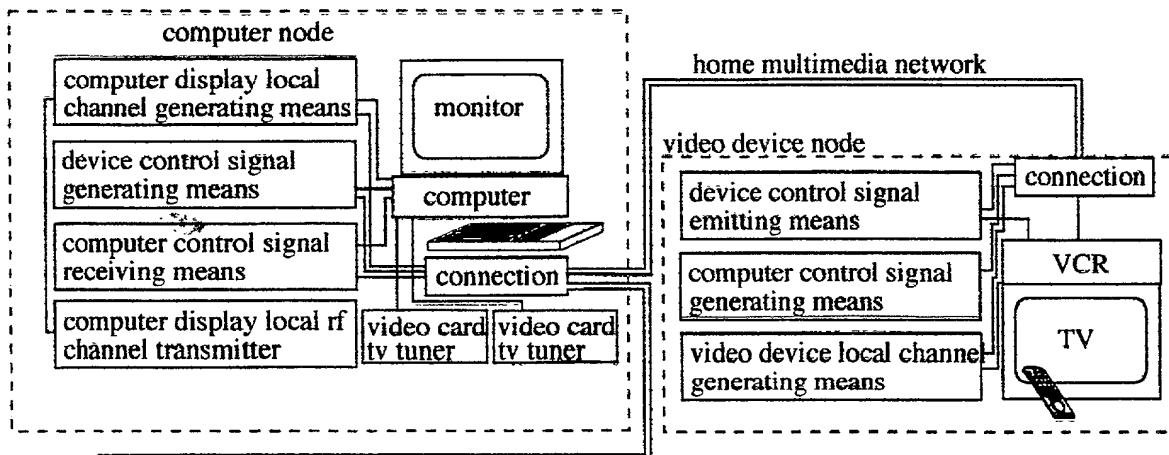 computer node
computer display local
channel generating means
monitor
device control signal
generating means
computer
computer control signal
receiving means
connection
computer display local rf
channel transmitter
video card
tv tuner
video card
tv tuner
home multimedia network
video device node
connection
device control signal
emitting means
VCR
computer control signal
generating means
TV
video device local channel
generating means